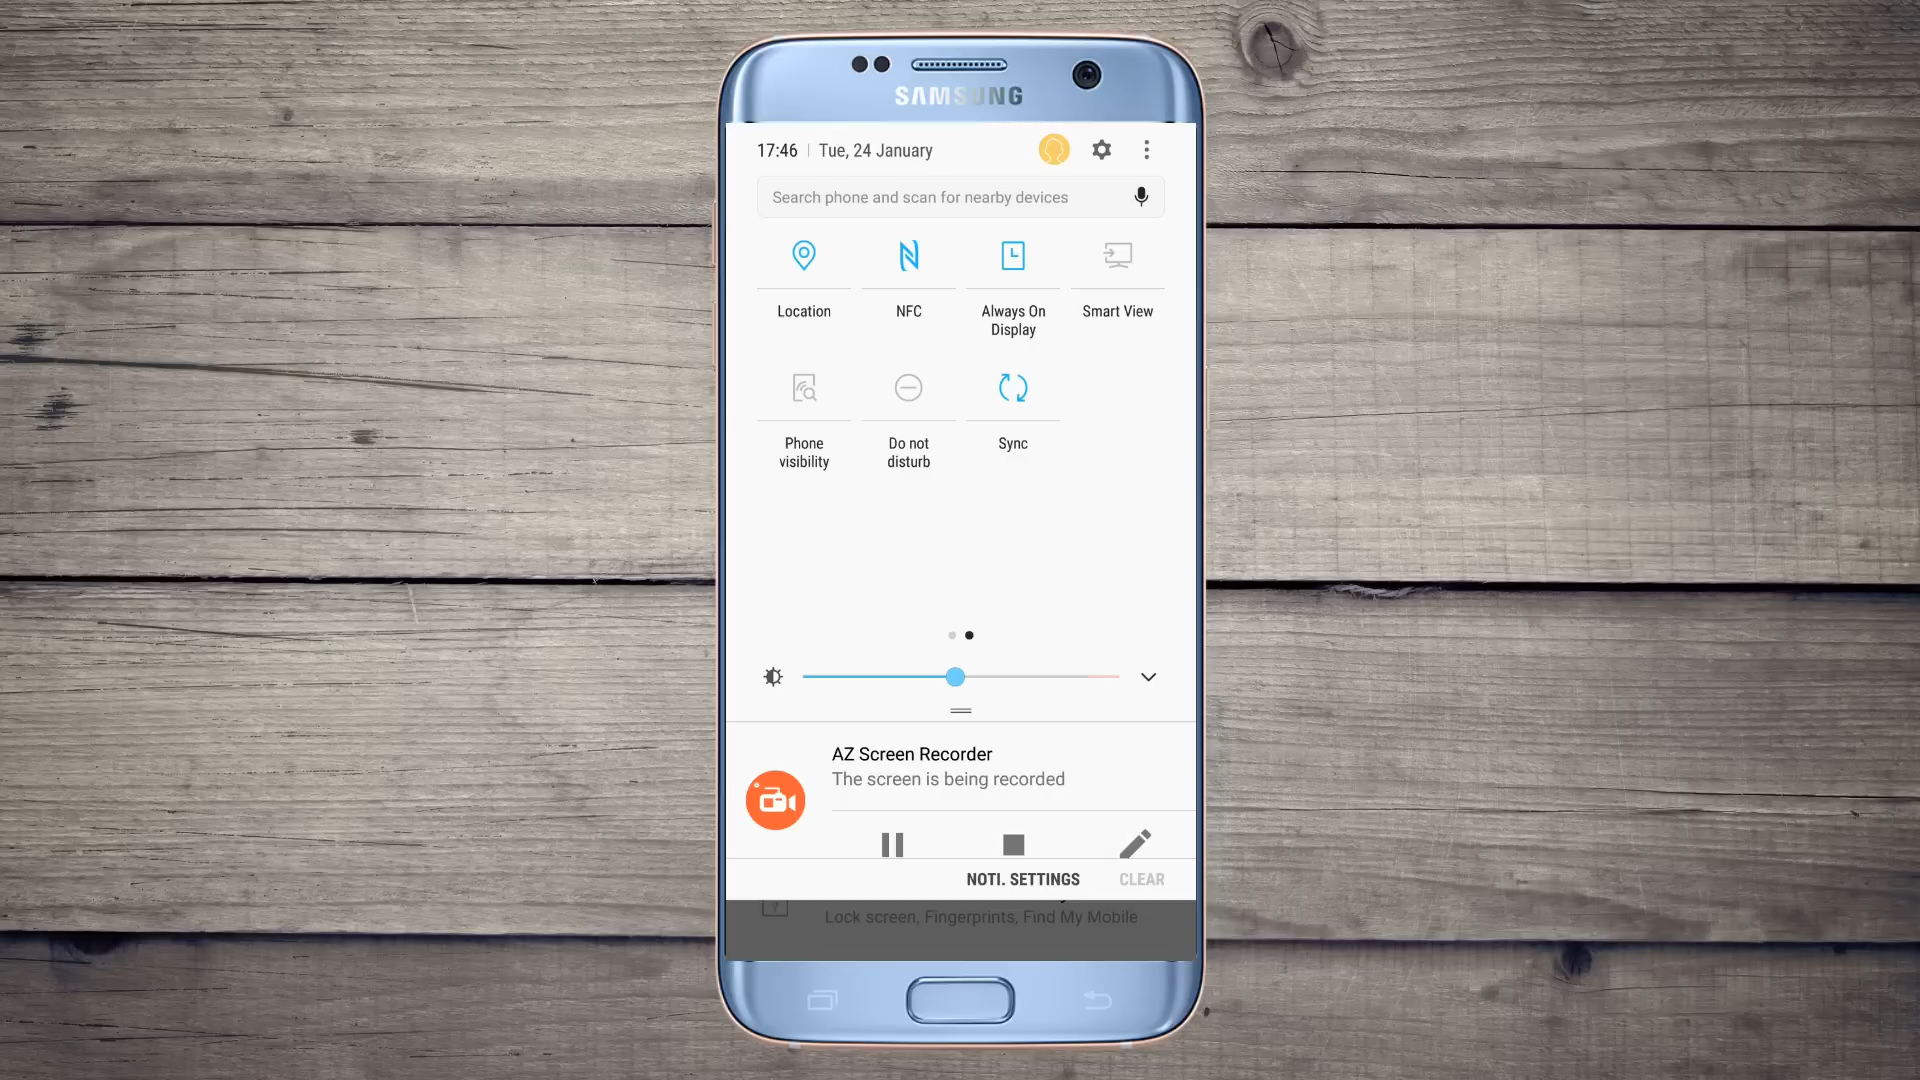 SAMSUNG
17:46 | Tue, 24 January
Search phone and scan for nearby devices
Location
NFC
Always On
Display
Smart View
Phone
visibility
Do not
disturb
Sync
AZ Screen Recorder
The screen is being recorded
NOTI. SETTINGS
CLEAR
Lock screen, Fingerprints, Find My Mobile